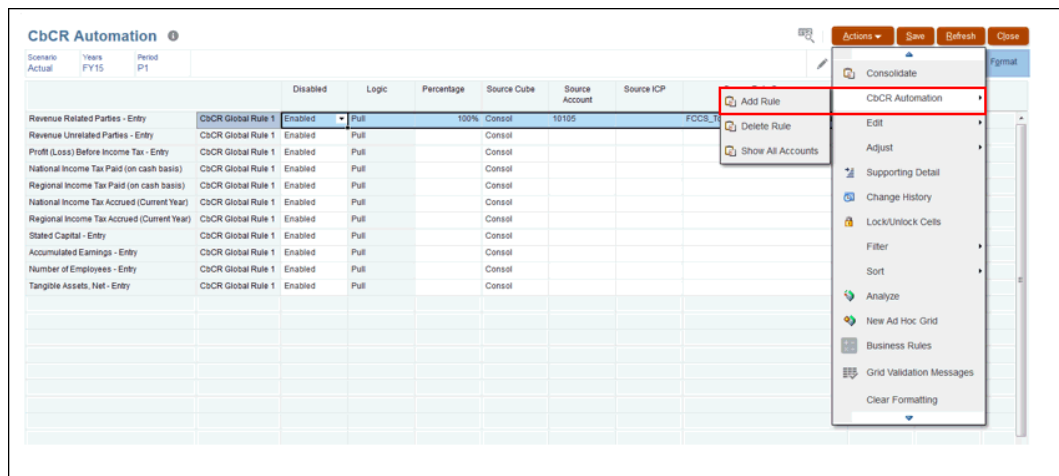 CbCR Automation
Actions Save Refresh Close
Scenario Years Period
Actual FY15 P1
Format
Disabled Logic Percentage Source Cube Source Account Source ICP
Revenue Related Parties - Entry CbCR Global Rule 1 Enabled Pull 100% Consol 10105
Revenue Unrelated Parties - Entry CbCR Global Rule 1 Enabled Pull Consol
Profit (Loss) Before Income Tax - Entry CbCR Global Rule 1 Enabled Pull Consol
National Income Tax Paid (on cash basis) CbCR Global Rule 1 Enabled Pull Consol
Regional Income Tax Paid (on cash basis) CbCR Global Rule 1 Enabled Pull Consol
National Income Tax Accrued (Current Year) CbCR Global Rule 1 Enabled Pull Consol
Regional Income Tax Accrued (Current Year) CbCR Global Rule 1 Enabled Pull Consol
Stated Capital - Entry CbCR Global Rule 1 Enabled Pull Consol
Accumulated Earnings - Entry CbCR Global Rule 1 Enabled Pull Consol
Number of Employees - Entry CbCR Global Rule 1 Enabled Pull Consol
Tangible Assets, Net - Entry CbCR Global Rule 1 Enabled Pull Consol
Add Rule
Delete Rule
Show All Accounts
Consolidate
CbCR Automation
Edit
Adjust
Supporting Detail
Change History
Lock/Unlock Cells
Filter
Sort
Analyze
New Ad Hoc Grid
Business Rules
Grid Validation Messages
Clear Formatting